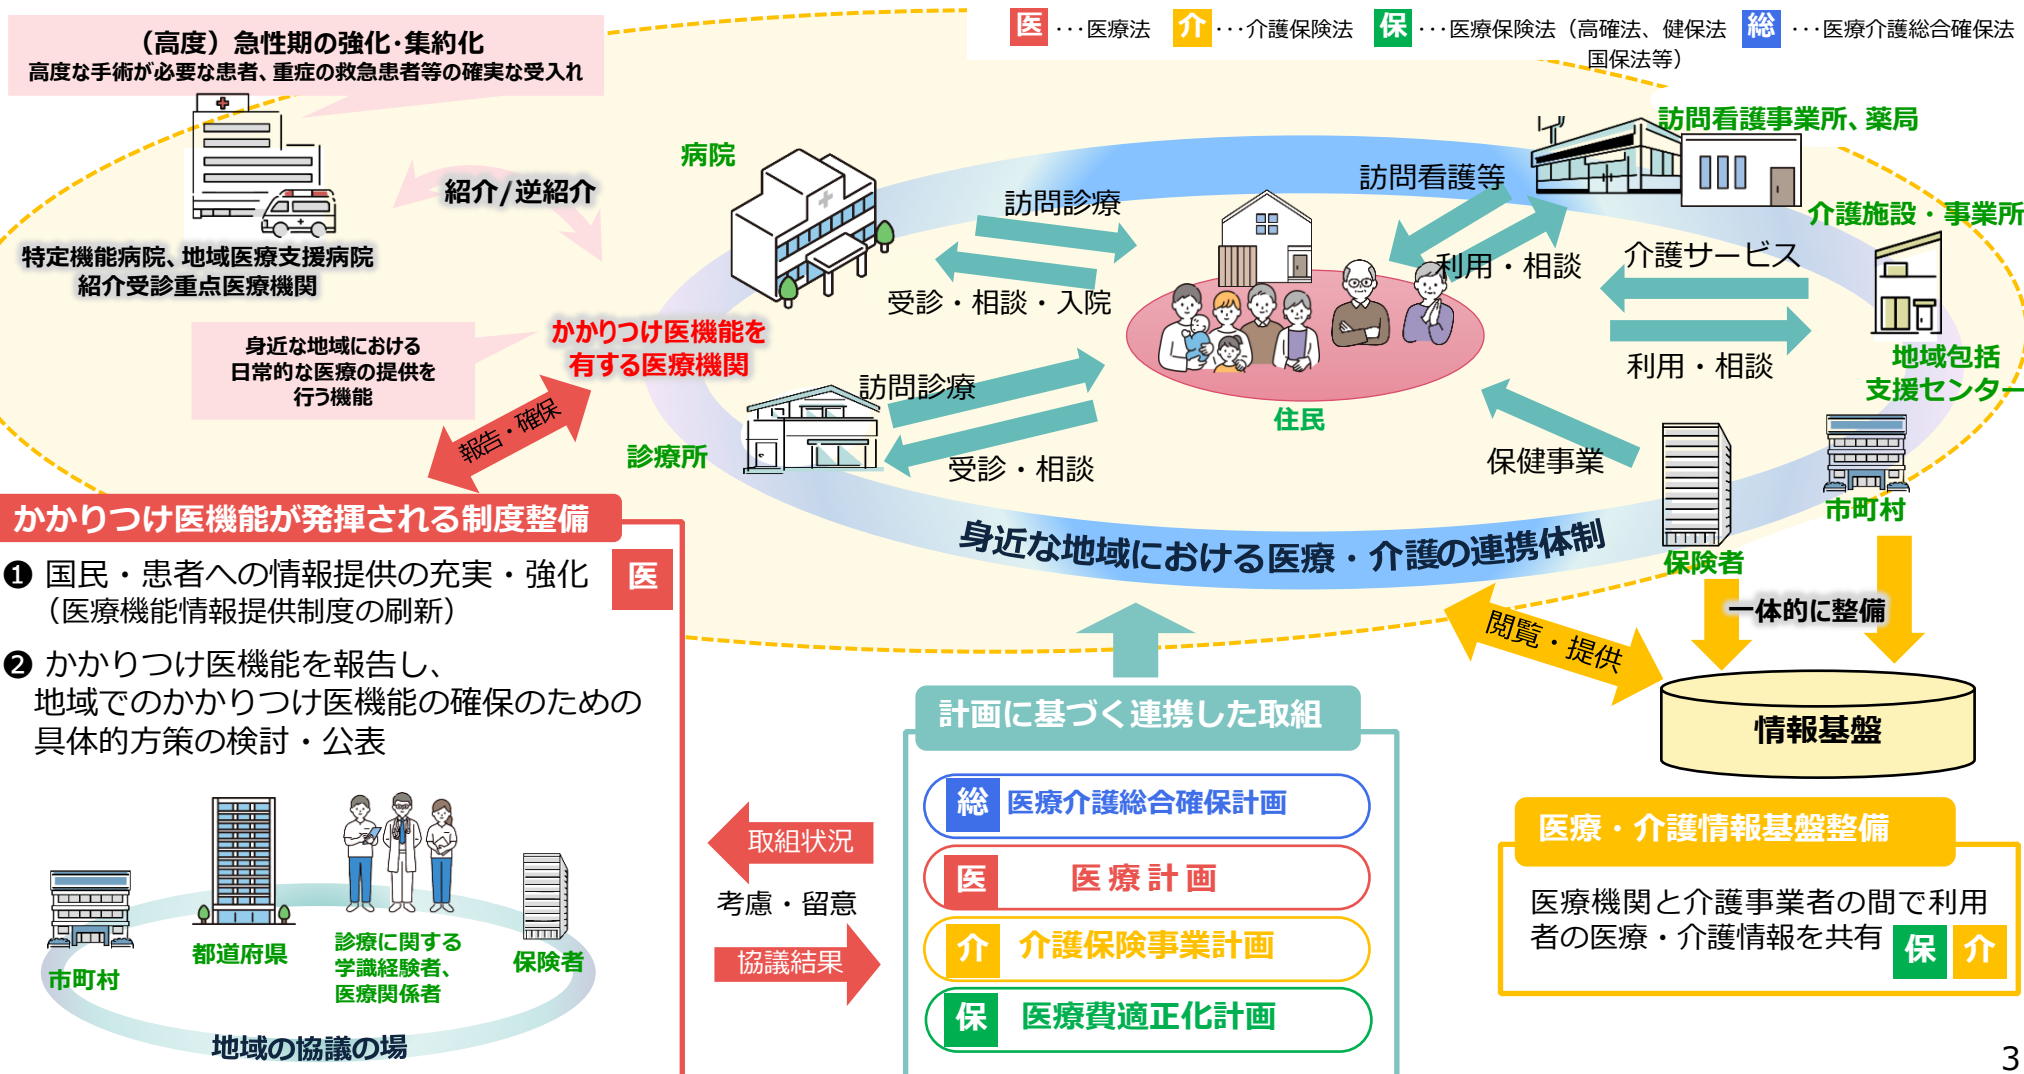 （高度）急性期の強化・集約化
高度な手術が必要な患者、重症の救急患者等の確実な受入れ
医 ･･･医療法 介 ･･･介護保険法 保 ･･･医療保険法（高確法、健保法 総 ･･･医療介護総合確保法
国保法等）
特定機能病院、地域医療支援病院
紹介受診重点医療機関
紹介/逆紹介
身近な地域における
日常的な医療の提供を
行う機能
かかりつけ医機能を
有する医療機関
報告・確保
病院
訪問診療
受診・相談・入院
診療所
訪問診療
受診・相談
住民
訪問看護事業所、薬局
訪問看護等
利用・相談
介護施設・事業所
介護サービス
利用・相談
地域包括
支援センター
保健事業
市町村
保険者
身近な地域における医療・介護の連携体制
一体的に整備
閲覧・提供
情報基盤
かかりつけ医機能が発揮される制度整備
医
❶ 国民・患者への情報提供の充実・強化
（医療機能情報提供制度の刷新）
❷ かかりつけ医機能を報告し、
地域でのかかりつけ医機能の確保のための
具体的方策の検討・公表
市町村
都道府県
診療に関する
学識経験者、
医療関係者
保険者
地域の協議の場
取組状況
考慮・留意
協議結果
計画に基づく連携した取組
総 医療介護総合確保計画
医 医療計画
介 介護保険事業計画
保 医療費適正化計画
医療・介護情報基盤整備
医療機関と介護事業者の間で利用
者の医療・介護情報を共有 保 介
3